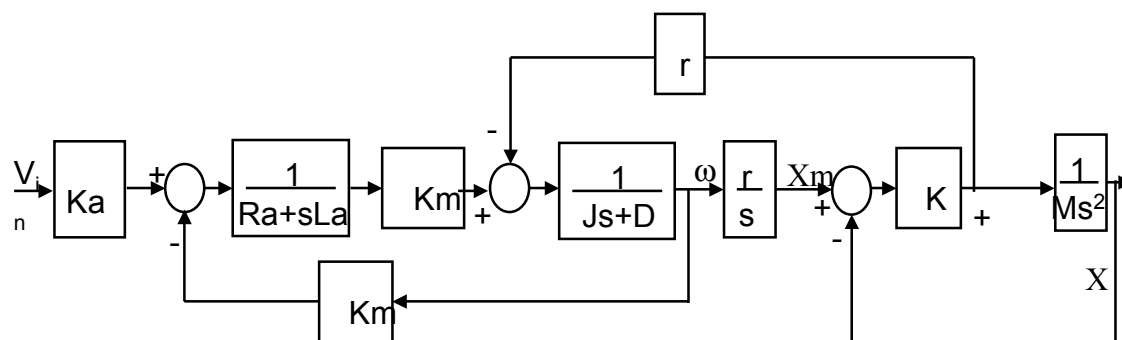 r
-
V i
n
Ka
+
-
1
Ra+sLa
Km
+
1
Js+D
ω
r
s
Xm
+
-
K
+
1
Ms²
X
Km